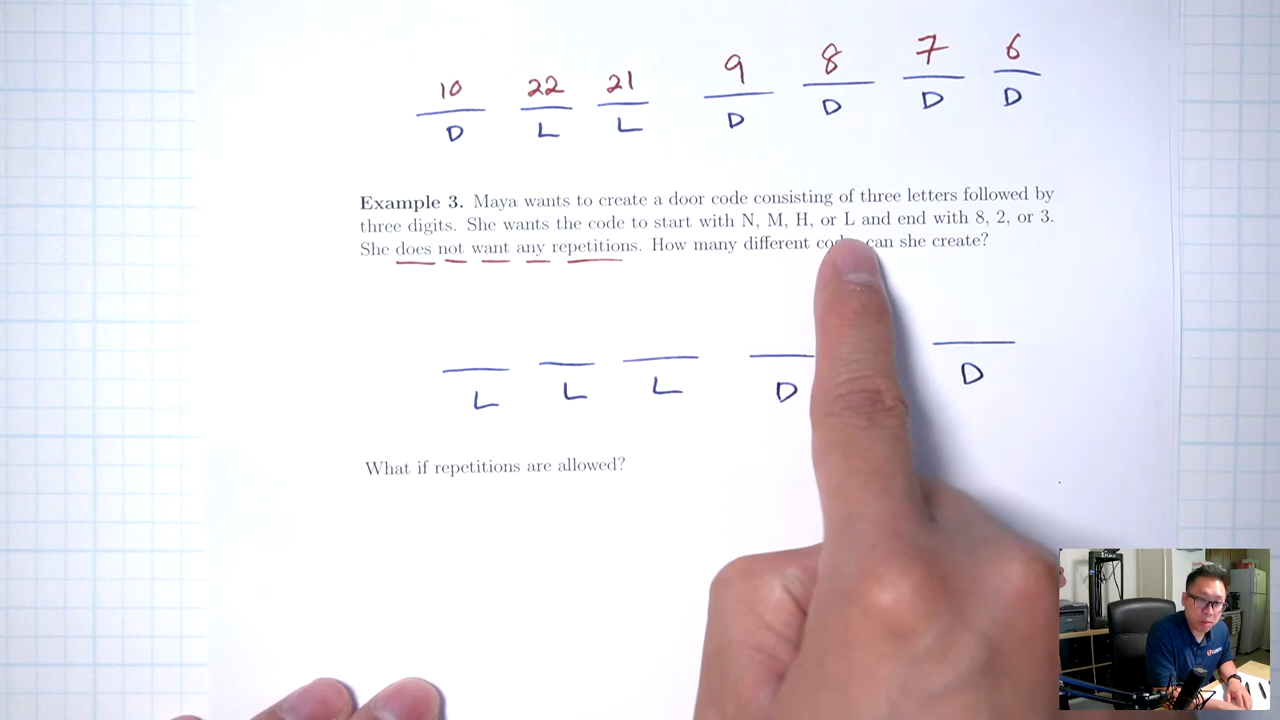 10 22 21 9 8 7 6
D L L D D D D
Example 3. Maya wants to create a door code consisting of three letters followed by
three digits. She wants the code to start with N, M, H, or L and end with 8, 2, or 3.
She does not want any repetitions. How many different can she create?
L L L D D
What if repetitions are allowed?